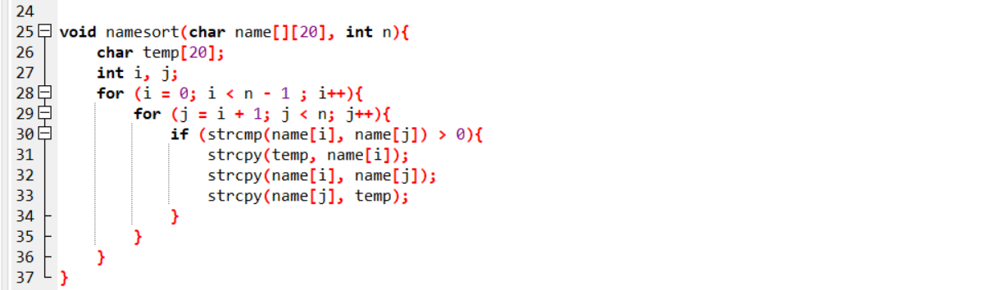 24
25 void namesort(char name[][20], int n){
26 char temp[20];
27 int i, j;
28 for (i = 0; i < n - 1 ; i++){
29 for (j = i + 1; j < n; j++){
30 if (strcmp(name[i], name[j]) > 0){
31 strcpy(temp, name[i]);
32 strcpy(name[i], name[j]);
33 strcpy(name[j], temp);
34 }
35 }
36 }
37 }